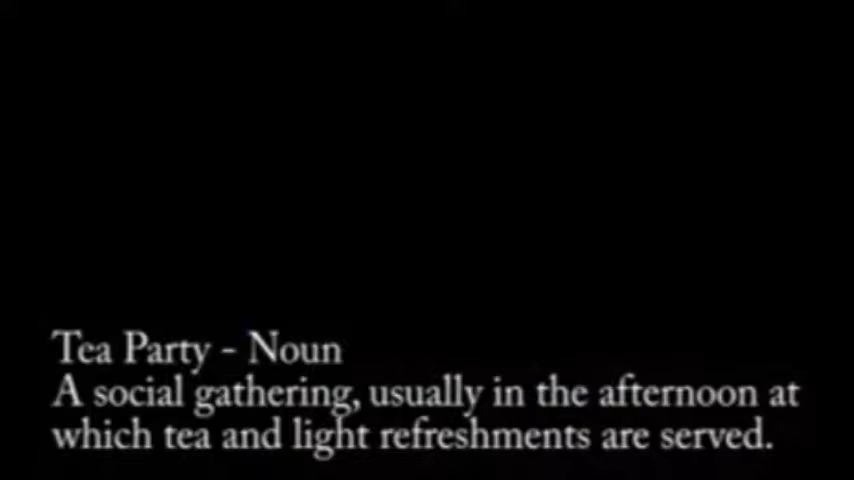 Tea Party - Noun
A social gathering, usually in the afternoon at
which tea and light refreshments are served.